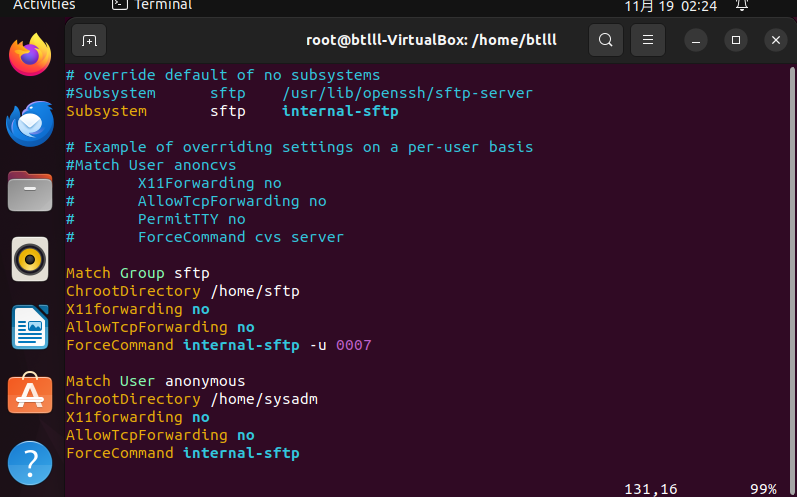 Activities
Terminal
11月 19 02:24
root@btlll-VirtualBox: /home/btlll
# override default of no subsystems
#Subsystem      sftp    /usr/lib/openssh/sftp-server
Subsystem       sftp    internal-sftp

# Example of overriding settings on a per-user basis
#Match User anoncvs
#       X11Forwarding no
#       AllowTcpForwarding no
#       PermitTTY no
#       ForceCommand cvs server

Match Group sftp
ChrootDirectory /home/sftp
X11forwarding no
AllowTcpForwarding no
ForceCommand internal-sftp -u 0007

Match User anonymous
ChrootDirectory /home/sysadm
X11forwarding no
AllowTcpForwarding no
ForceCommand internal-sftp
131,16        99%